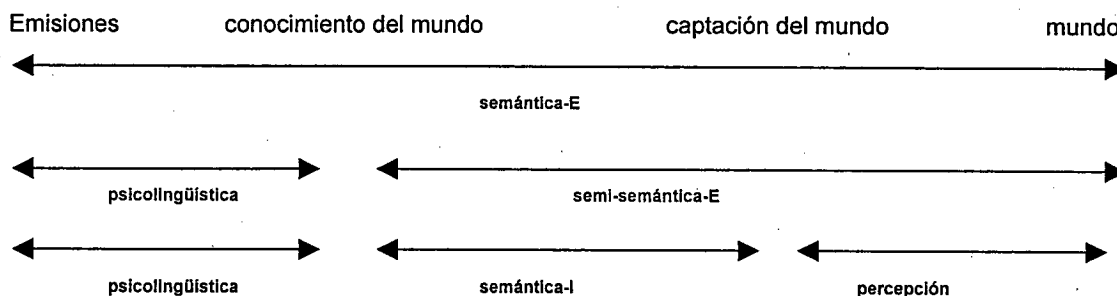 Emisiones conocimiento del mundo captación del mundo mundo
semántica-E
psicolingüística semi-semántica-E
psicolingüística semántica-I percepción